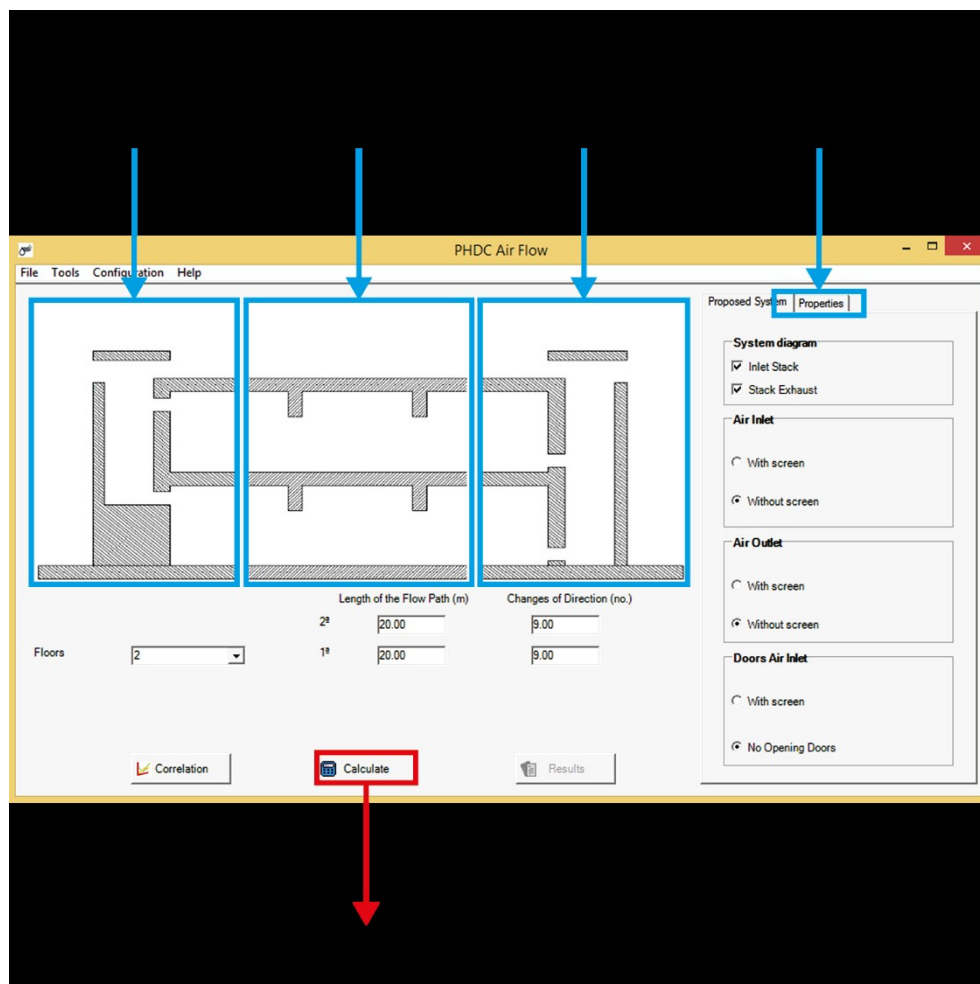 PHDC Air Flow
File Tools Configuration Help
Proposed System Properties
System diagram
Inlet Stack
Stack Exhaust
Air Inlet
With screen
Without screen
Air Outlet
With screen
Without screen
Doors Air Inlet
With screen
No Opening Doors
Length of the Flow Path (m) Changes of Direction (no.)
2ª 20.00 9.00
Floors 2 1ª 20.00 9.00
Correlation Calculate Results